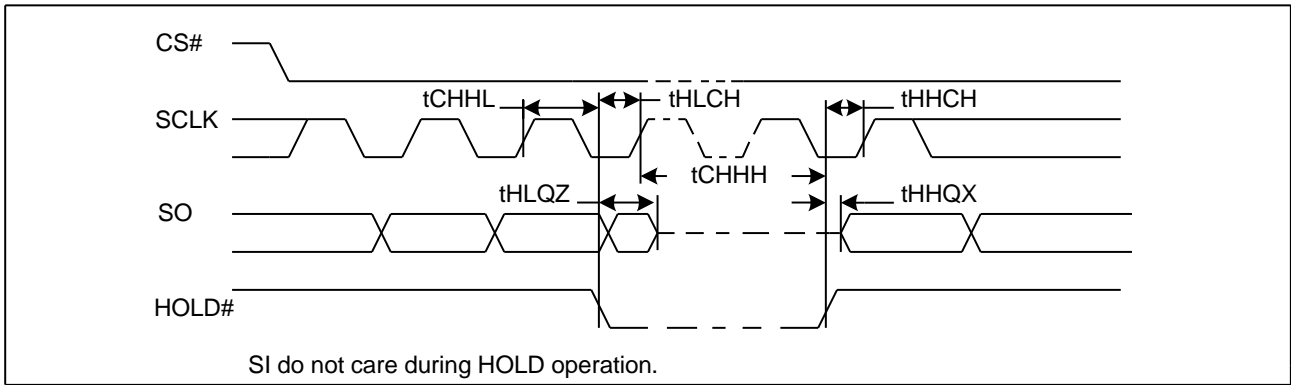 CS#
tCHHL
tHLCH
tHHCH
SCLK
tCHHH
tHLQZ
tHHQX
SO
HOLD#
SI do not care during HOLD operation.